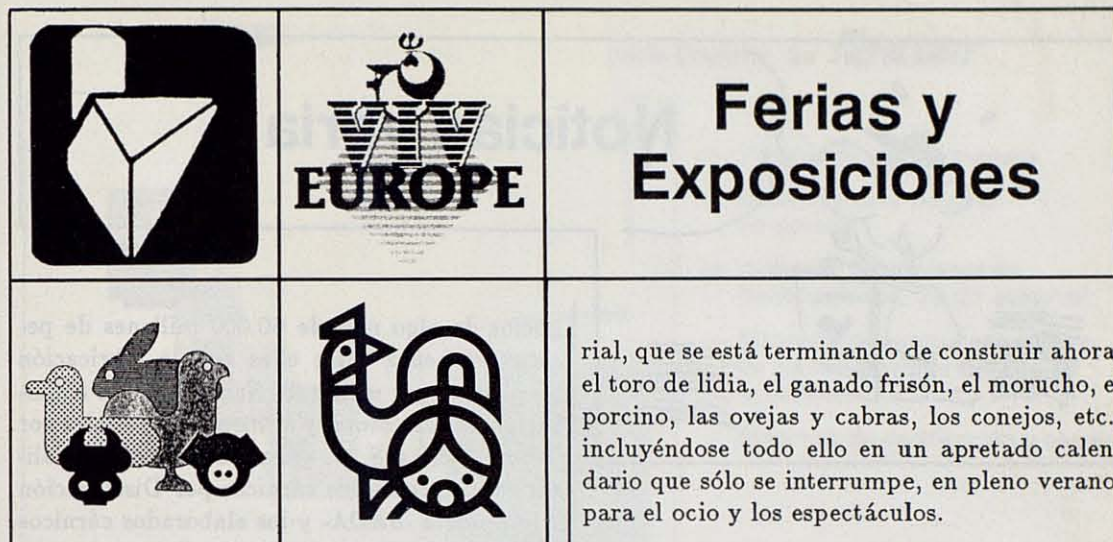 VIV
EUROPE
Ferias y
Exposiciones
rial, que se está terminando de construir ahora
el toro de lidia, el ganado frisón, el morucho, e
porcino, las ovejas y cabras, los conejos, etc.
incluyéndose todo ello en un apretado calen
dario que sólo se interrumpe, en pleno verano
para el ocio y los espectáculos.